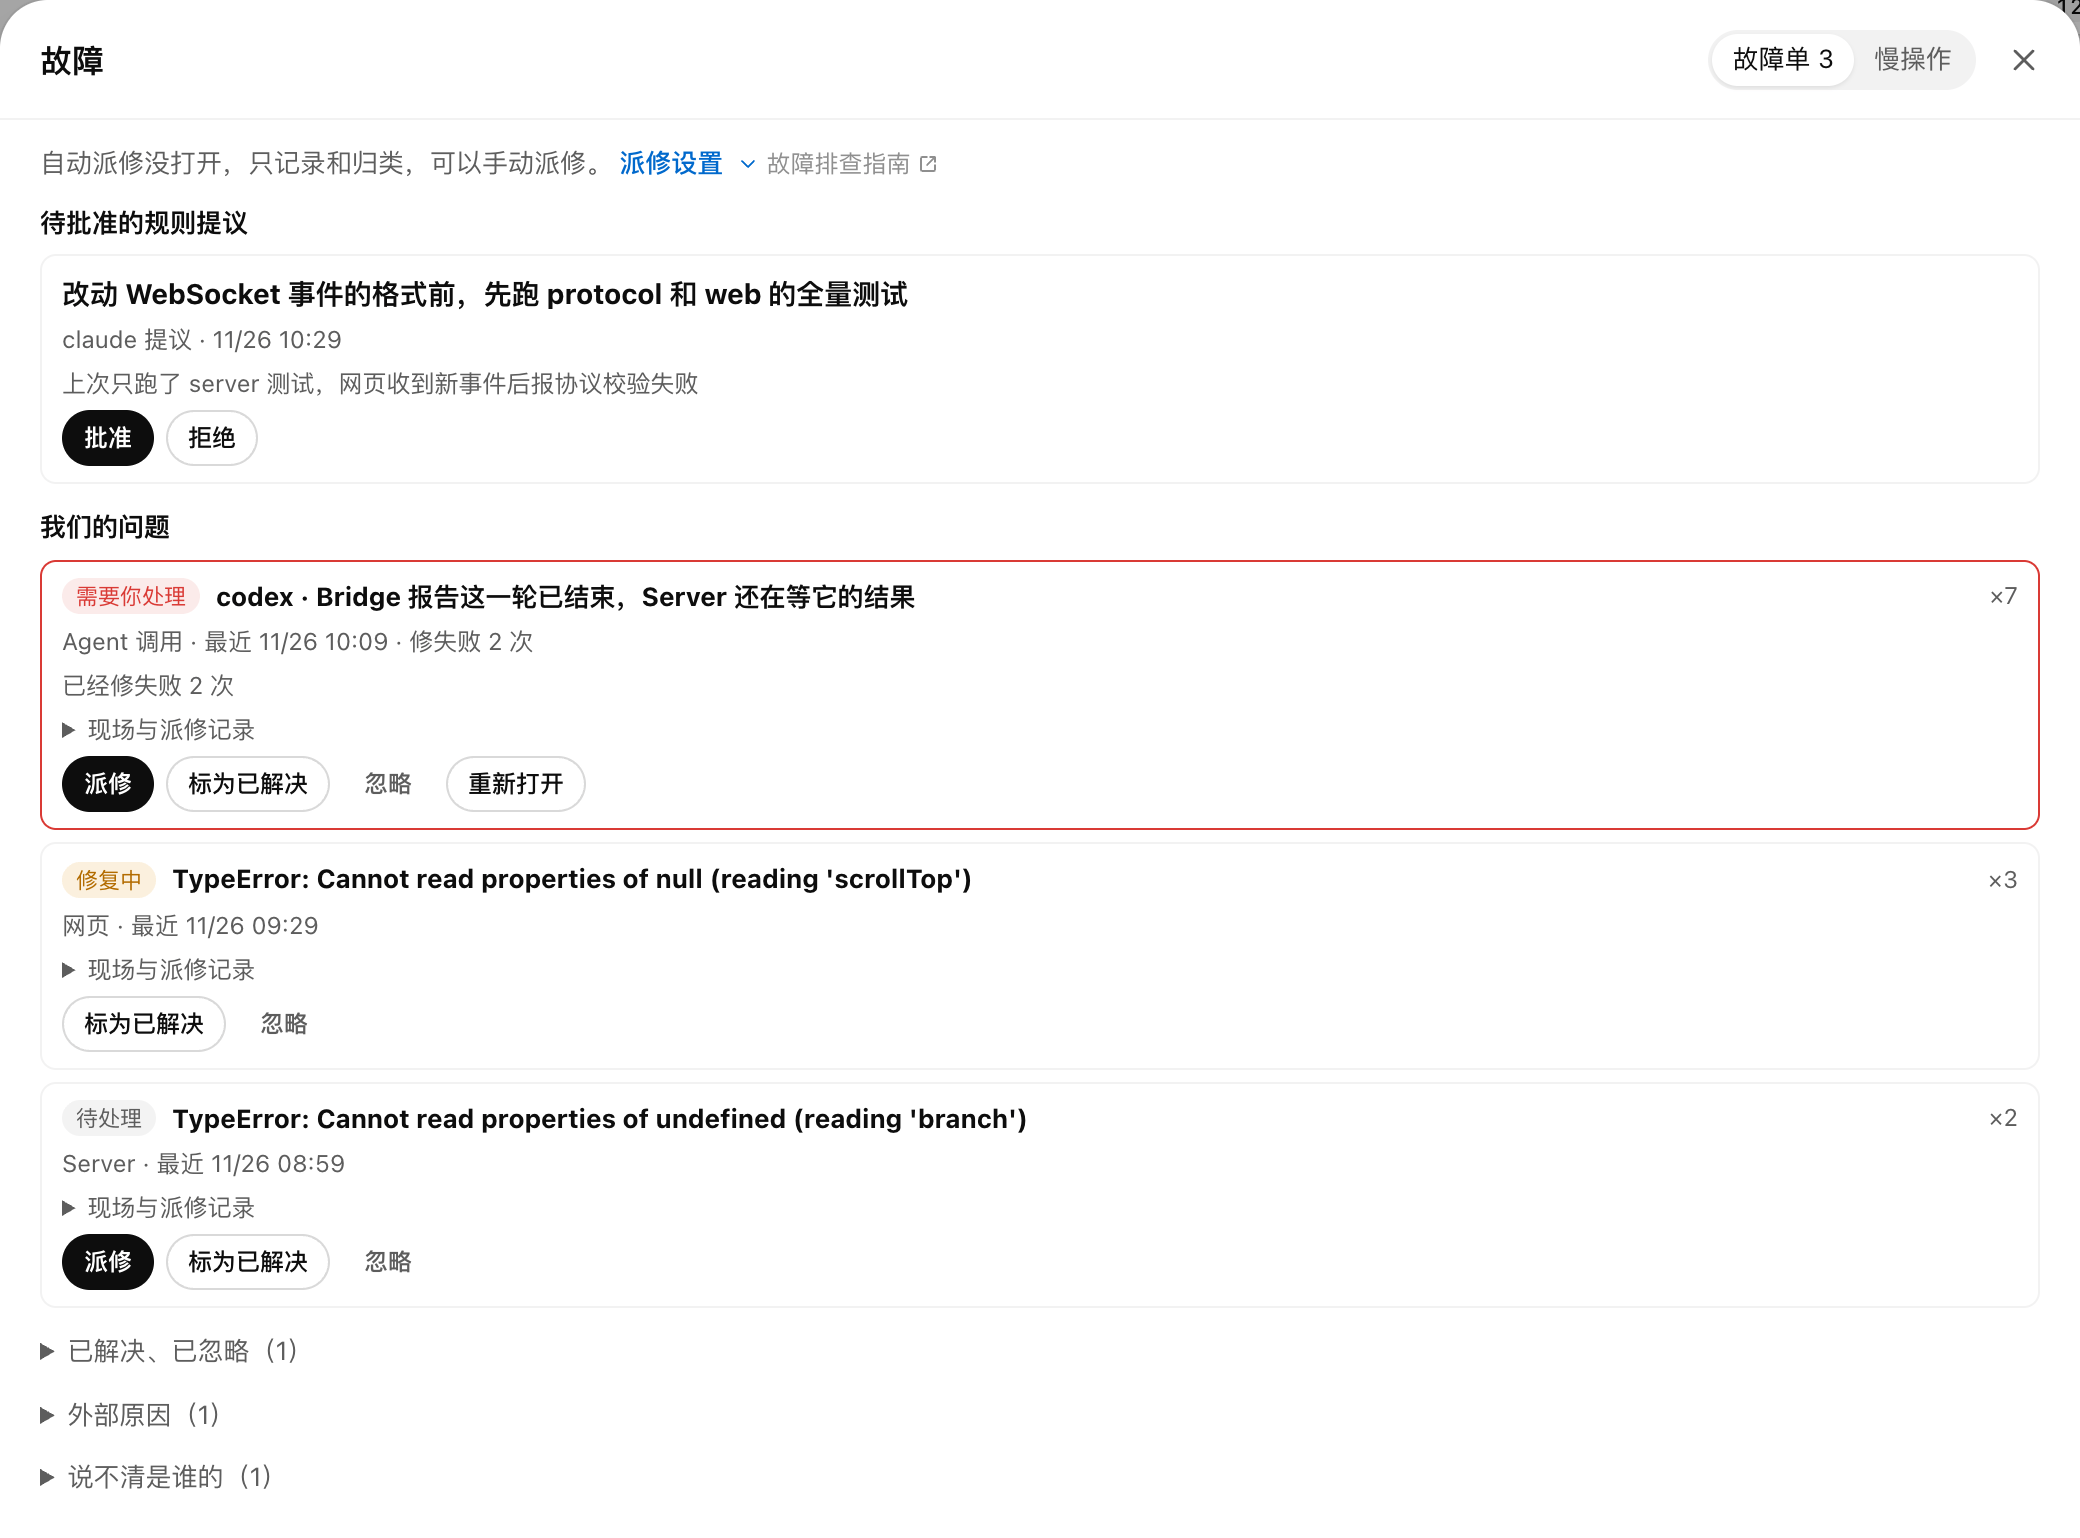 12
故障
故障单 3
慢操作
自动派修没打开，只记录和归类，可以手动派修。 派修设置 故障排查指南
待批准的规则提议
改动 WebSocket 事件的格式前，先跑 protocol 和 web 的全量测试
claude 提议 · 11/26 10:29
上次只跑了 server 测试，网页收到新事件后报协议校验失败
批准 拒绝
我们的问题
需要你处理 codex · Bridge 报告这一轮已结束，Server 还在等它的结果 ×7
Agent 调用 · 最近 11/26 10:09 · 修失败 2 次
已经修失败 2 次
现场与派修记录
派修 标为已解决 忽略 重新打开
修复中 TypeError: Cannot read properties of null (reading 'scrollTop') ×3
网页 · 最近 11/26 09:29
现场与派修记录
标为已解决 忽略
待处理 TypeError: Cannot read properties of undefined (reading 'branch') ×2
Server · 最近 11/26 08:59
现场与派修记录
派修 标为已解决 忽略
已解决、已忽略（1）
外部原因（1）
说不清是谁的（1）